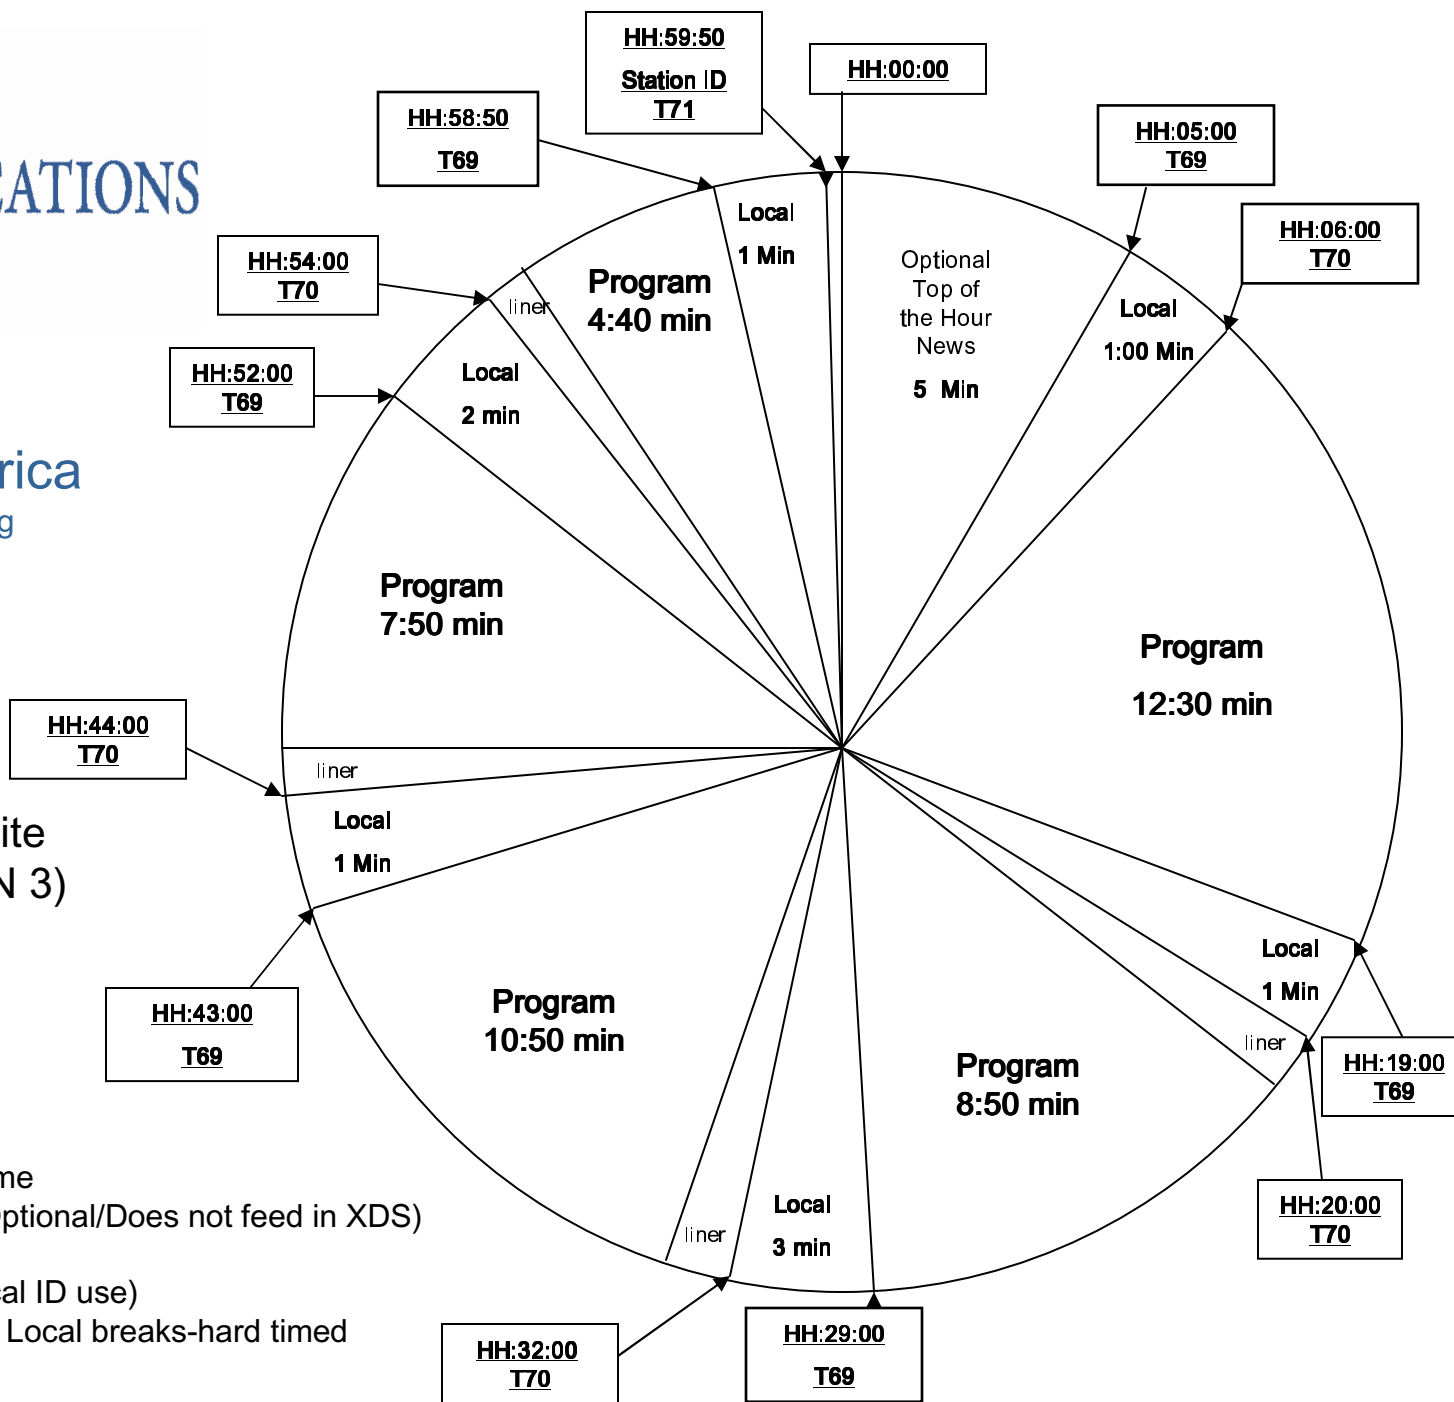 HH:59:50
Station ID
T71
HH:00:00
HH:58:50
T69
HH:05:00
T69
CATIONS
HH:06:00
T70
HH:54:00
T70
HH:52:00
T69
Local
1 Min
Optional
Top of
the Hour
News
5 Min
Local
1:00 Min
Program
4:40 min
liner
Local
2 min
rica
g
Program
7:50 min
Program
12:30 min
HH:44:00
T70
liner
Local
1 Min
ite
N 3)
Local
1 Min
liner
HH:43:00
T69
Program
10:50 min
Program
8:50 min
HH:19:00
T69
HH:20:00
T70
me
Optional/Does not feed in XDS)
cal ID use)
Local breaks-hard timed
liner
Local
3 min
HH:32:00
T70
HH:29:00
T69